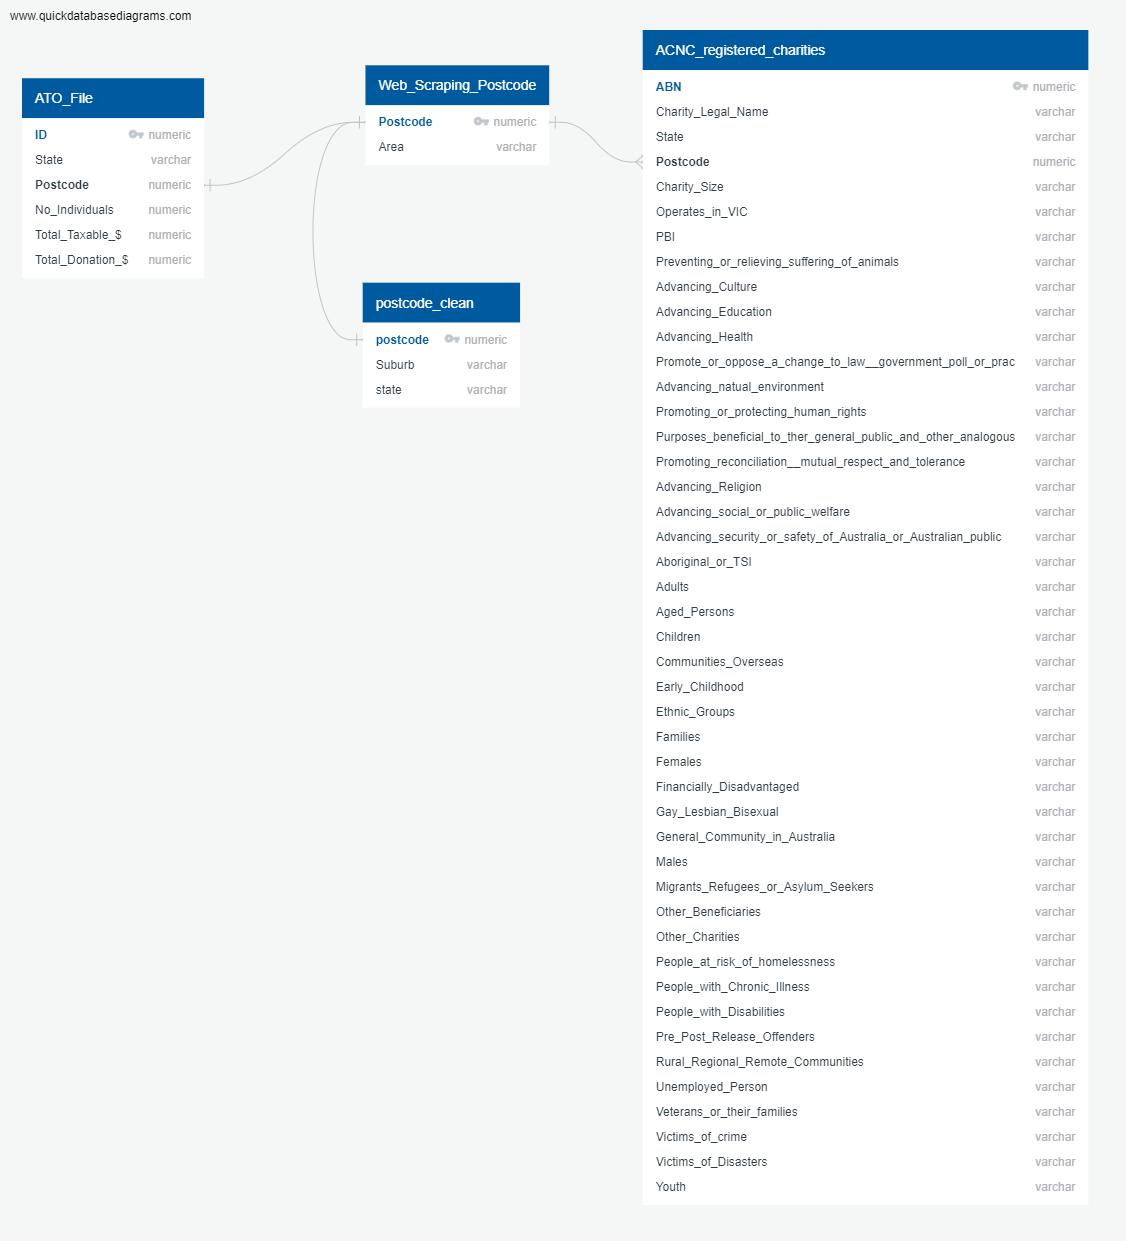 www.quickdatabasediagrams.com
ATO_File
ID numeric
State varchar
Postcode numeric
No_Individuals numeric
Total_Taxable_$ numeric
Total_Donation_$ numeric
Web_Scraping_Postcode
Postcode numeric
Area varchar
postcode_clean
postcode numeric
Suburb varchar
state varchar
ACNC_registered_charities
ABN numeric
Charity_Legal_Name varchar
State varchar
Postcode numeric
Charity_Size varchar
Operates_in_VIC varchar
PBI varchar
Preventing_or_relieving_suffering_of_animals varchar
Advancing_Culture varchar
Advancing_Education varchar
Advancing_Health varchar
Promote_or_oppose_a_change_to_law__government_poll_or_prac varchar
Advancing_natual_environment varchar
Promoting_or_protecting_human_rights varchar
Purposes_beneficial_to_ther_general_public_and_other_analogous varchar
Promoting_reconciliation__mutual_respect_and_tolerance varchar
Advancing_Religion varchar
Advancing_social_or_public_welfare varchar
Advancing_security_or_safety_of_Australia_or_Australian_public varchar
Aboriginal_or_TSI varchar
Adults varchar
Aged_Persons varchar
Children varchar
Communities_Overseas varchar
Early_Childhood varchar
Ethnic_Groups varchar
Families varchar
Females varchar
Financially_Disadvantaged varchar
Gay_Lesbian_Bisexual varchar
General_Community_in_Australia varchar
Males varchar
Migrants_Refugees_or_Asylum_Seekers varchar
Other_Beneficiaries varchar
Other_Charities varchar
People_at_risk_of_homelessness varchar
People_with_Chronic_Illness varchar
People_with_Disabilities varchar
Pre_Post_Release_Offenders varchar
Rural_Regional_Remote_Communities varchar
Unemployed_Person varchar
Veterans_or_their_families varchar
Victims_of_crime varchar
Victims_of_Disasters varchar
Youth varchar